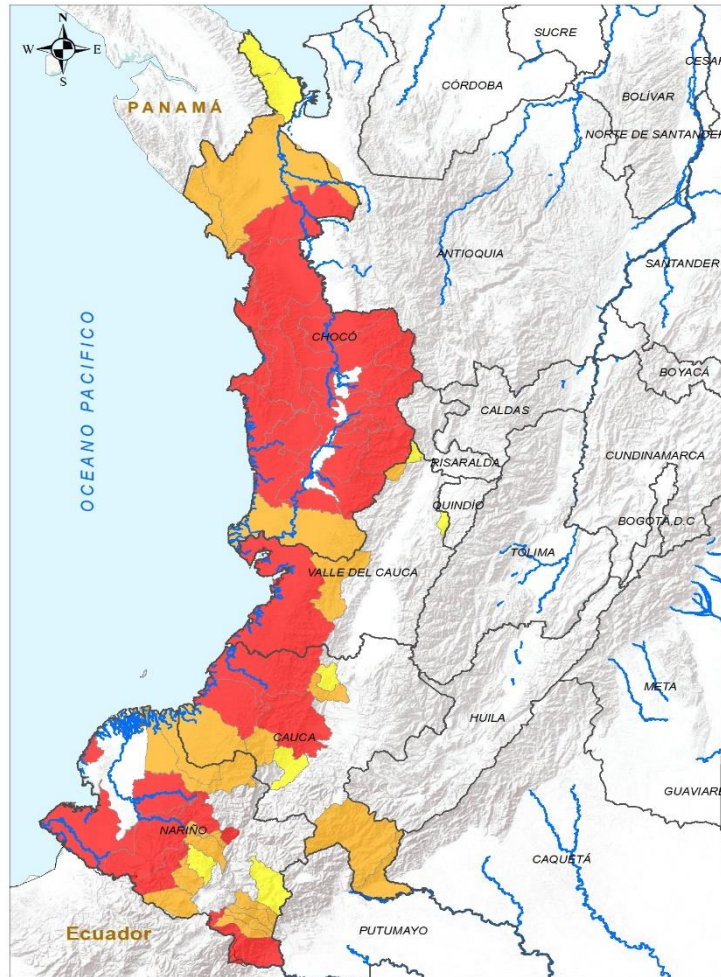 N
W E
S
SUCRE
CESAR
CÓRDOBA
BOLÍVAR
PANAMÁ
NORTE DE SANTANDER
ANTIOQUIA
SANTANDER
OCEANO PACIFICO
CHOCÓ
BOYACÁ
CALDAS
CUNDINAMARCA
RISARALDA
QUINDÍO
BOGOTÁ, D.C
TOLIMA
VALLE DEL CAUCA
META
HUILA
CAUCA
GUAVIARE
NARIÑO
CAQUETÁ
Ecuador
PUTUMAYO